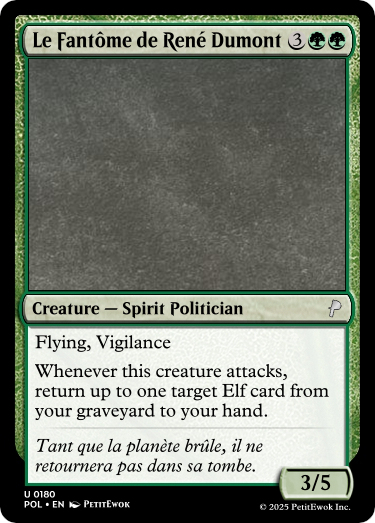 Le Fantôme de René Dumont 3
Creature — Spirit Politician
Flying, Vigilance
Whenever this creature attacks,
return up to one target Elf card from
your graveyard to your hand.
Tant que la planète brûle, il ne
retournera pas dans sa tombe.
3/5
U 0180
POL • EN PetitEwok
© 2025 PetitEwok Inc.